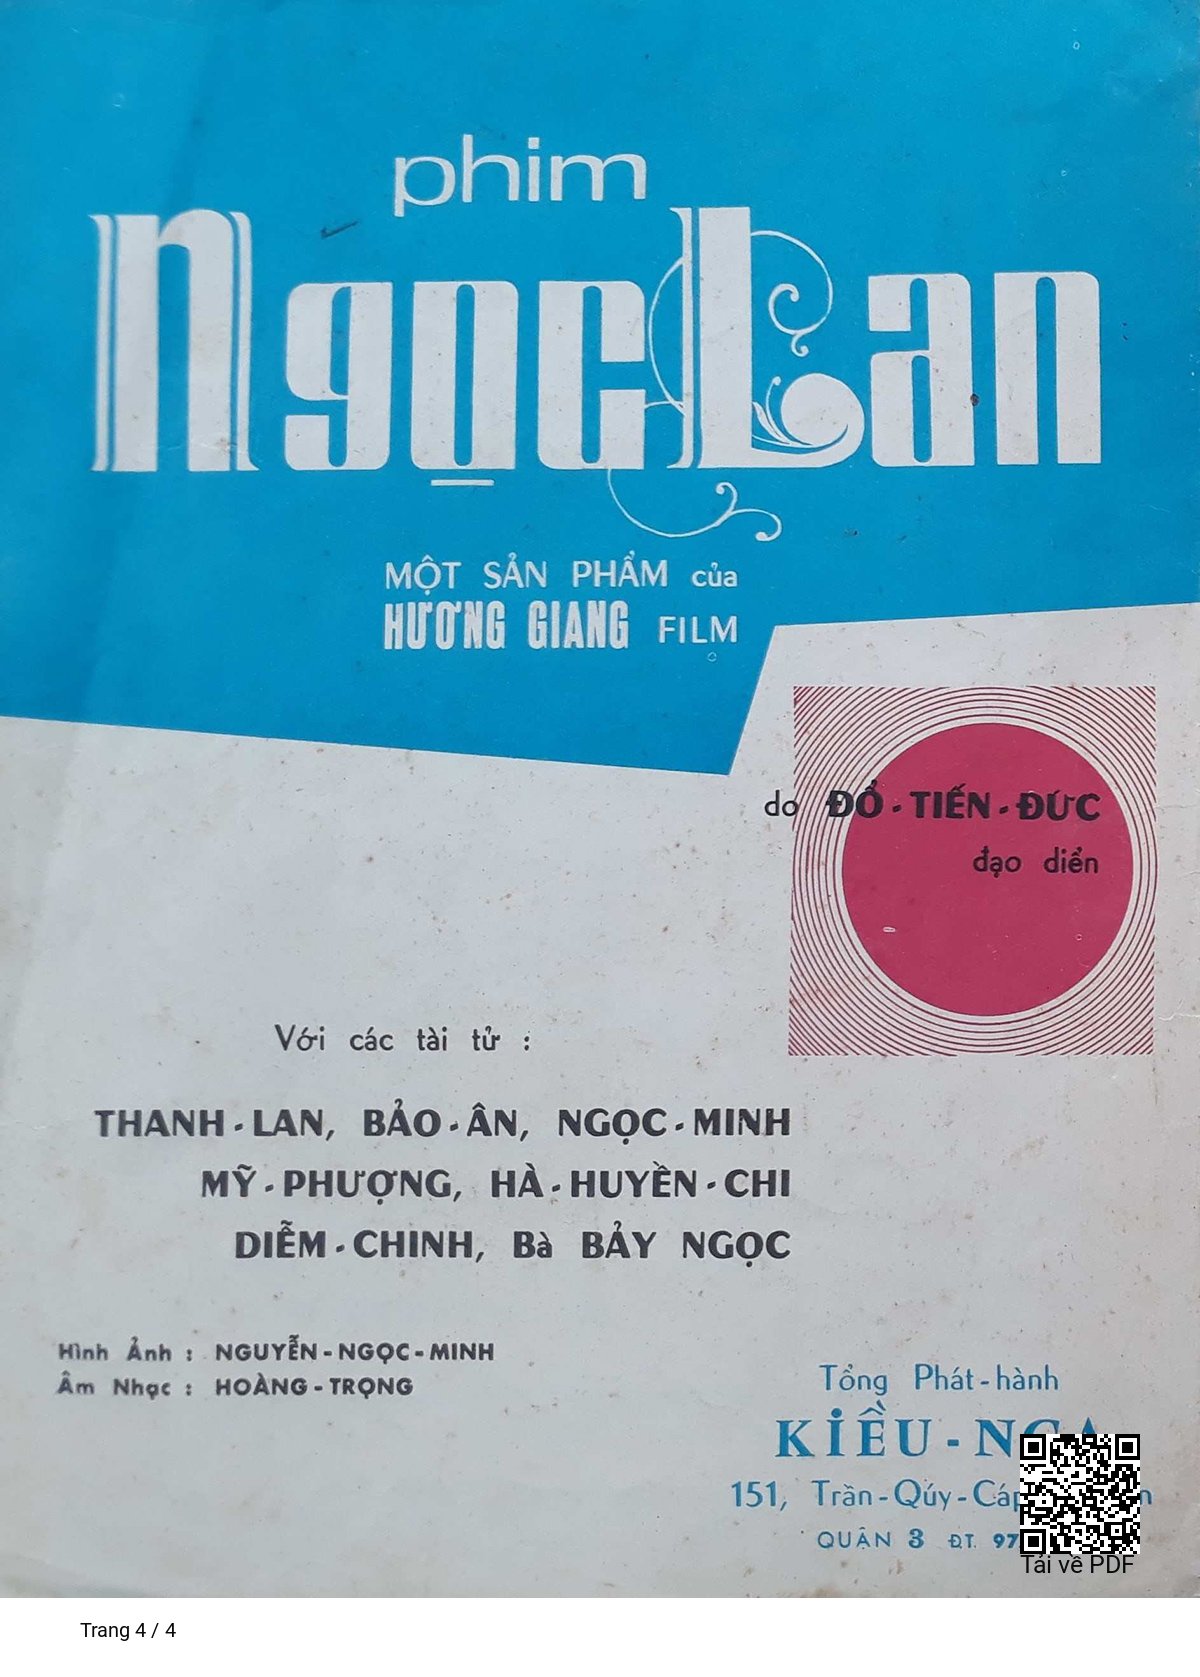 phim
Ngọc Lan
MỘT SẢN PHẨM của
HƯƠNG GIANG FILM
do ĐỔ-TIẾN-ĐỨC
đạo diển
Với các tài tử :
THANH-LAN, BẢO-ÂN, NGỌC-MINH
MỸ-PHƯỢNG, HÀ-HUYỀN-CHI
DIỄM-CHINH, Bà BẢY NGỌC
Hình Ảnh : NGUYỄN-NGỌC-MINH
Âm Nhạc : HOÀNG-TRỌNG
Tổng Phát-hành
KIỀU-NGA
151, Trần-Qúy-Cáp
QUẬN 3 ĐT. 97
Tải về PDF
Trang 4 / 4